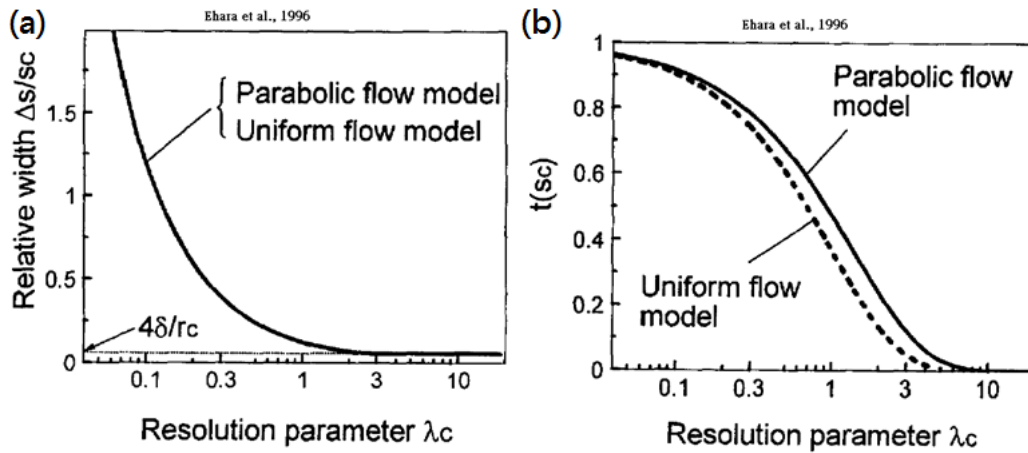 (a)
Ehara et al., 1996
Relative width Δs/sc
1.5
1
0.5
0
Parabolic flow model
Uniform flow model
4δ/rc
0.1
0.3
1
3
10
Resolution parameter λc
(b)
Ehara et al., 1996
t(sc)
1
0.8
0.6
0.4
0.2
0
Parabolic flow
model
Uniform flow
model
0.1
0.3
1
3
10
Resolution parameter λc